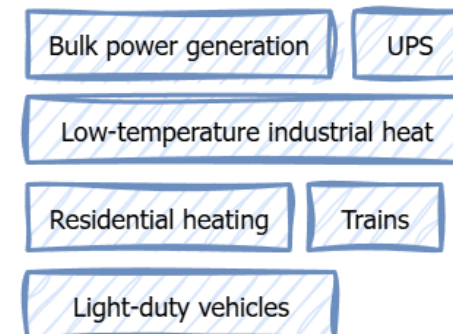 Bulk power generation UPS
Low-temperature industrial heat
Residential heating Trains
Light-duty vehicles